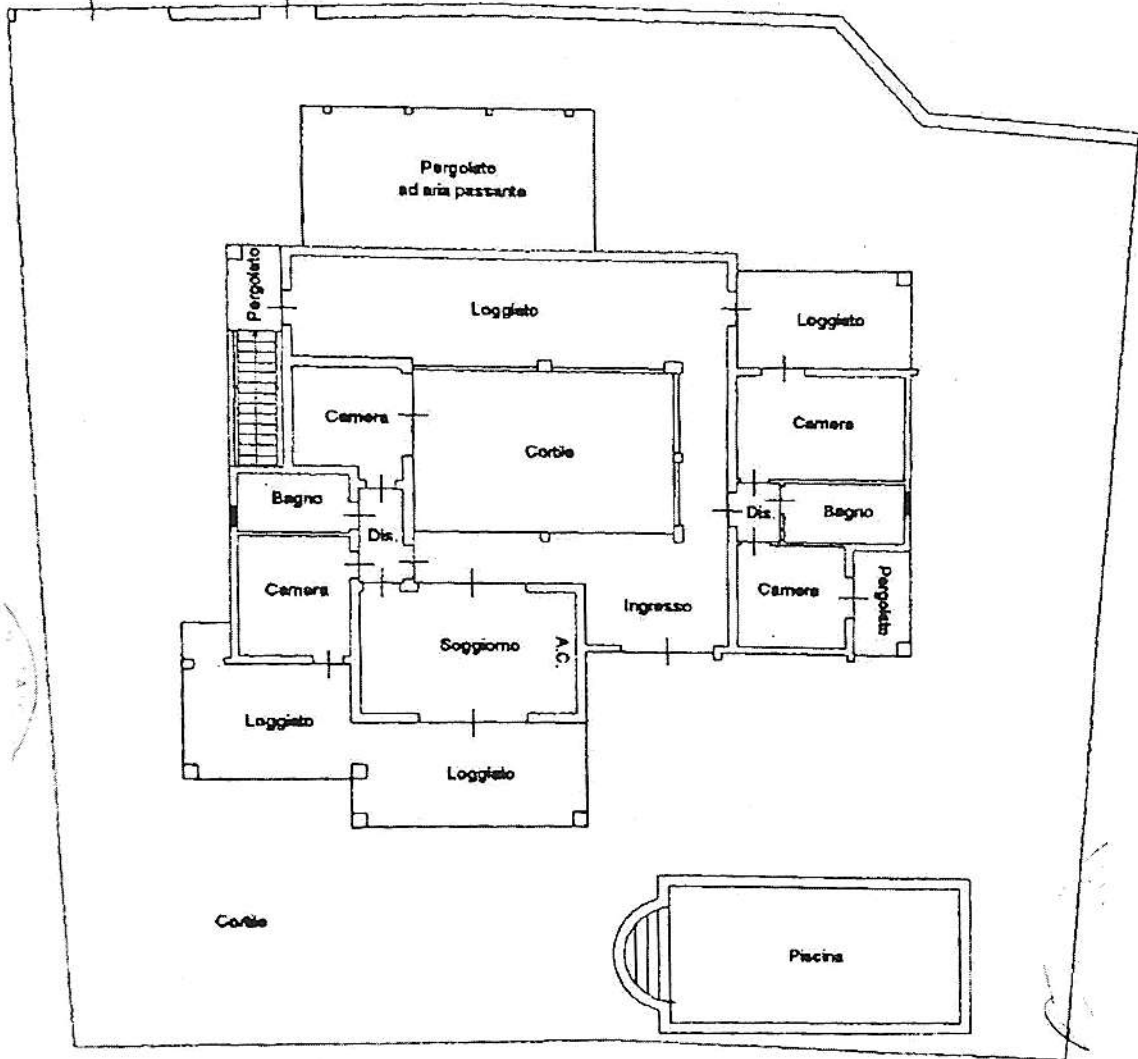 Pergolato
ad aria passante
Pergolato
Loggiato
Loggiato
Camera
Camera
Cortile
Bagno
Dis.
Dis.
Bagno
Camera
Camera
Pergolato
Ingresso
Soggiorno
A.C.
Loggiato
Loggiato
Cortile
Piscina